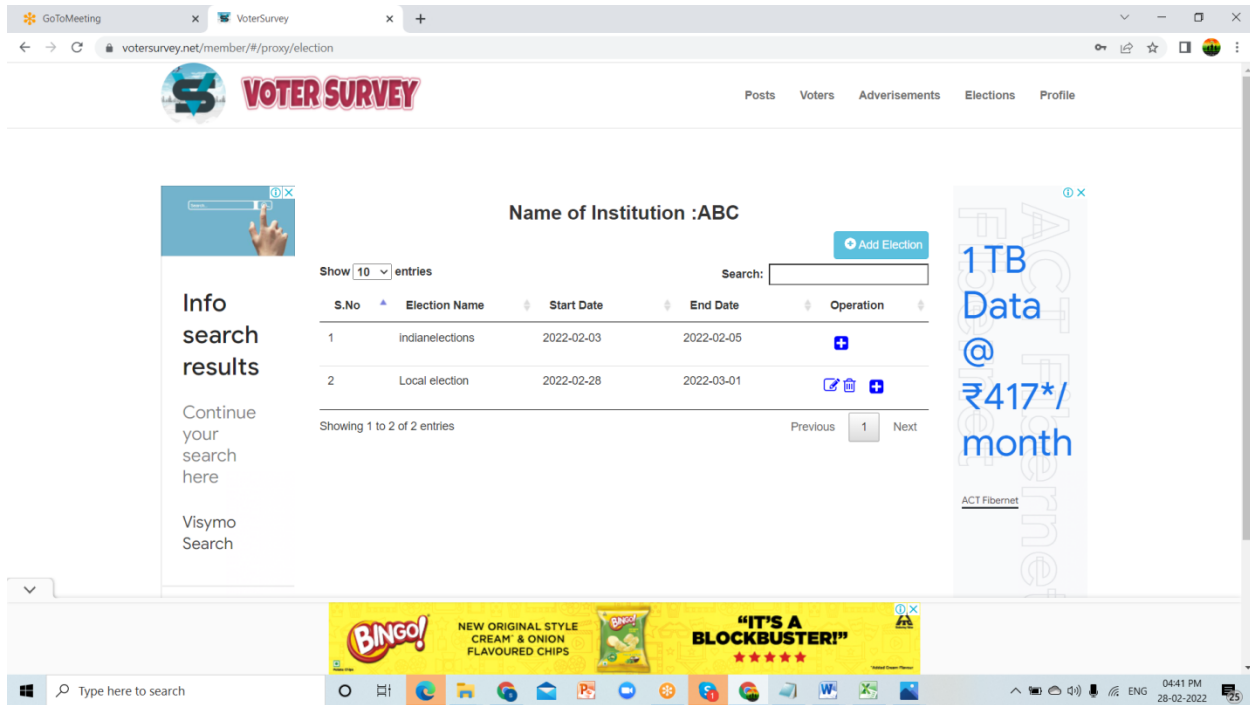 GoToMeeting
VoterSurvey
votersurvey.net/member/#/proxy/election
VOTER SURVEY
Posts Voters Adverisements Elections Profile
Name of Institution :ABC
Add Election
Show 10 entries
Search:
S.No Election Name Start Date End Date Operation
1 indianelections 2022-02-03 2022-02-05
2 Local election 2022-02-28 2022-03-01
Showing 1 to 2 of 2 entries
Previous 1 Next
Info
search
results
Continue
your
search
here
Visymo
Search
1 TB
Data
@
₹417*/
month
ACT Fibernet
ACT Fibernet
BINGO!
NEW ORIGINAL STYLE
CREAM* & ONION
FLAVOURED CHIPS
BINGO!
“IT'S A
BLOCKBUSTER!”
Type here to search
ENG
04:41 PM
28-02-2022
25